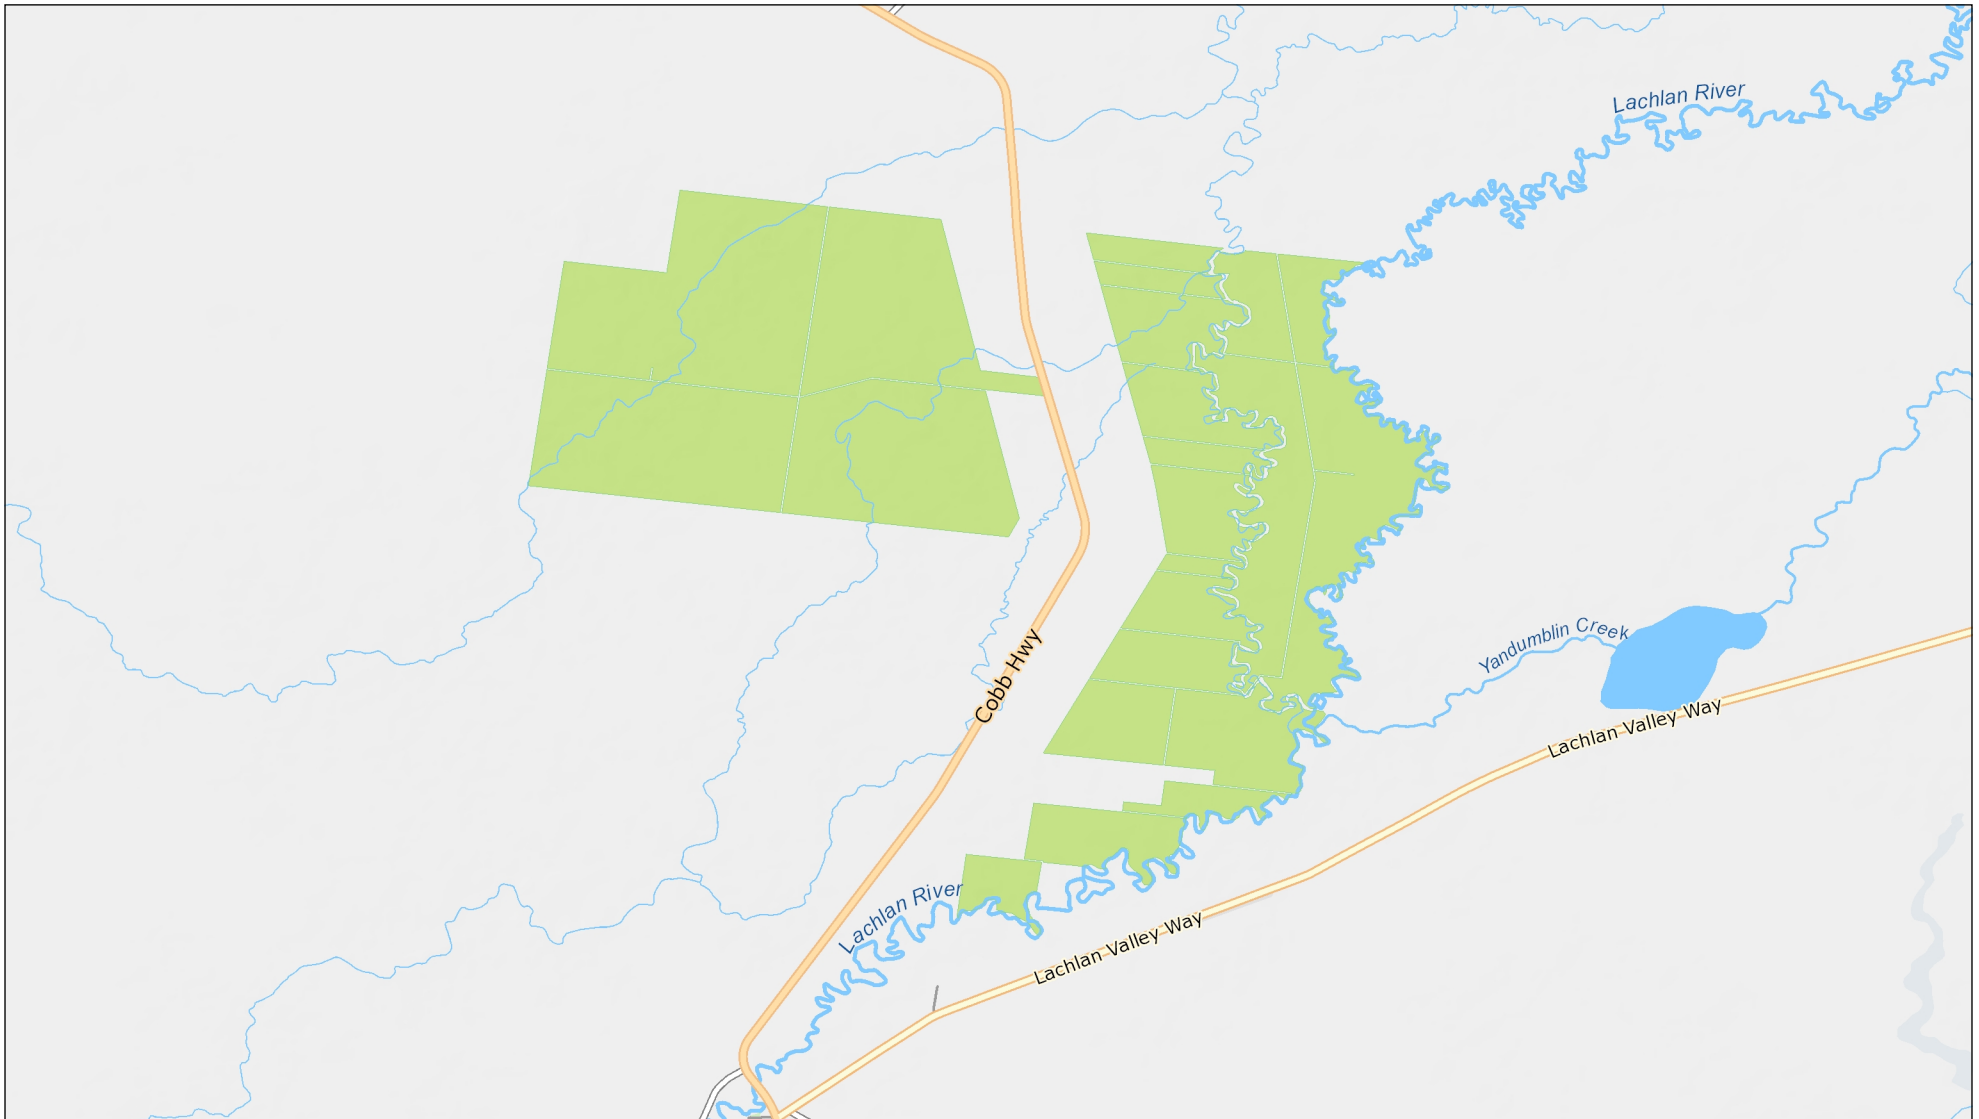 Lachlan River
Yandumblin Creek
Cobb Hwy
Lachlan Valley Way
Lachlan River
Lachlan Valley Way